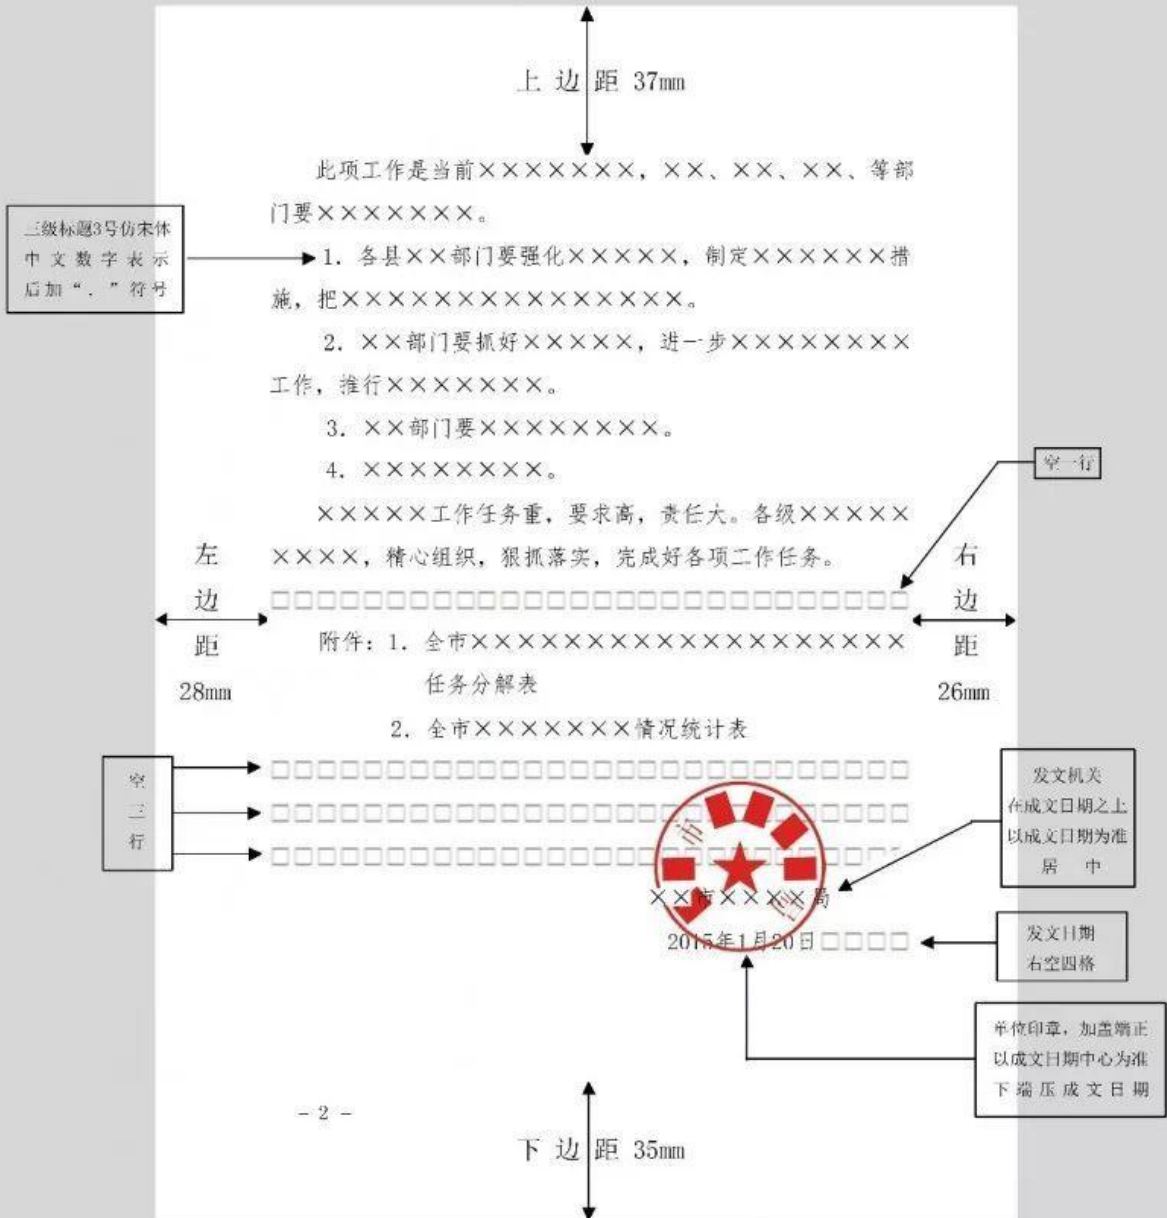 上边距 37mm
此项工作是当前×××××××，××、××、××、等部
门要×××××××。
三级标题3号仿宋体
中文数字表示
后加“．”符号
1．各县××部门要强化×××××，制定××××××措
施，把×××××××××××××××。
2．××部门要抓好×××××，进一步××××××××
工作，推行×××××××。
3．××部门要××××××××。
4．××××××××。
空一行
×××××工作任务重，要求高，责任大。各级×××××
××××，精心组织，狠抓落实，完成好各项工作任务。
左
边
距
28mm
右
边
距
26mm
□□□□□□□□□□□□□□□□□□□□□□□□□□□□
附件：1．全市×××××××××××××××××××
任务分解表
2．全市×××××××情况统计表
空
三
行
□□□□□□□□□□□□□□□□□□□□□□□□□□□□
□□□□□□□□□□□□□□□□□□□□□□□□□□□□
□□□□□□□□□□□□□□□□□□□□□□□□□□□□
发文机关
在成文日期之上
以成文日期为准
居中
市
××市××××局
2015年1月20日□□□□
发文日期
右空四格
单位印章，加盖端正
以成文日期中心为准
下端压成文日期
- 2 -
下边距 35mm